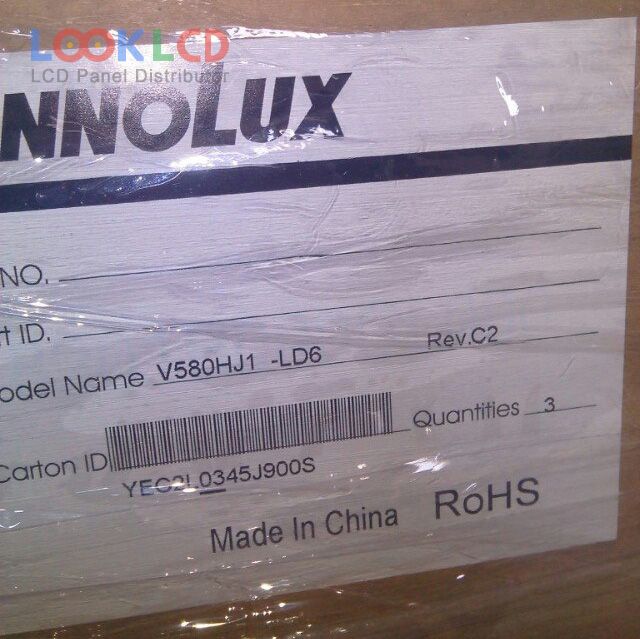 LOOKLCD
LCD Panel Distributor
NNOLUX
NO.
t ID.
odel Name V580HJ1 -LD6 Rev.C2
Carton ID Quantities 3
YEC2L0345J900S
Made In China RoHS